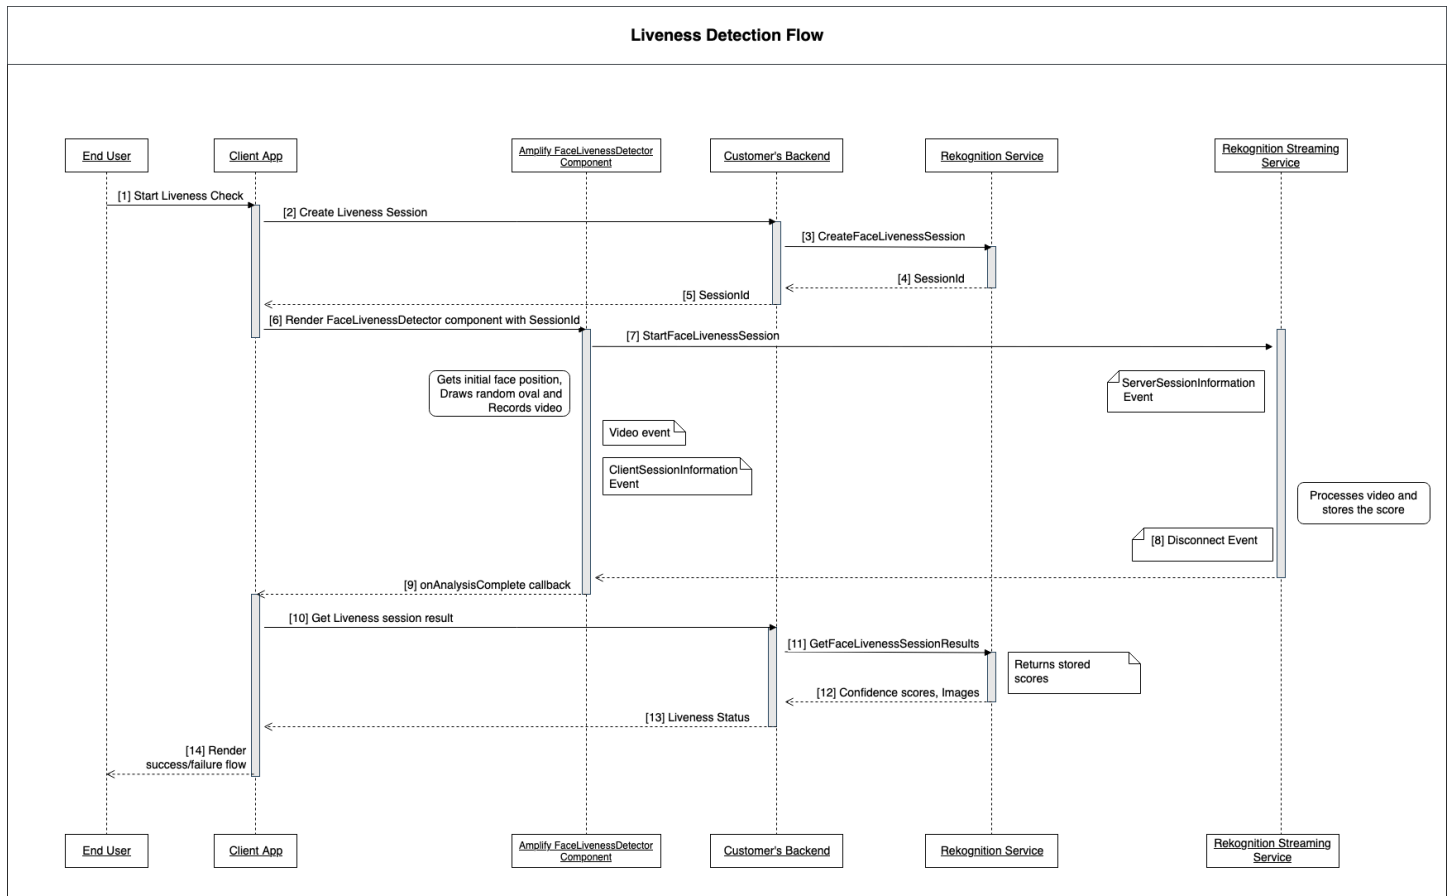 Liveness Detection Flow
End User
Client App
Amplify FaceLivenessDetector
Component
Customer's Backend
Rekognition Service
Rekognition Streaming
Service
[1] Start Liveness Check
[2] Create Liveness Session
[3] CreateFaceLivenessSession
[4] SessionId
[5] SessionId
[6] Render FaceLivenessDetector component with SessionId
[7] StartFaceLivenessSession
Gets initial face position,
Draws random oval and
Records video
ServerSessionInformation
Event
Video event
ClientSessionInformation
Event
Processes video and
stores the score
[8] Disconnect Event
[9] onAnalysisComplete callback
[10] Get Liveness session result
[11] GetFaceLivenessSessionResults
Returns stored
scores
[12] Confidence scores, Images
[13] Liveness Status
[14] Render
success/failure flow
End User
Client App
Amplify FaceLivenessDetector
Component
Customer's Backend
Rekognition Service
Rekognition Streaming
Service